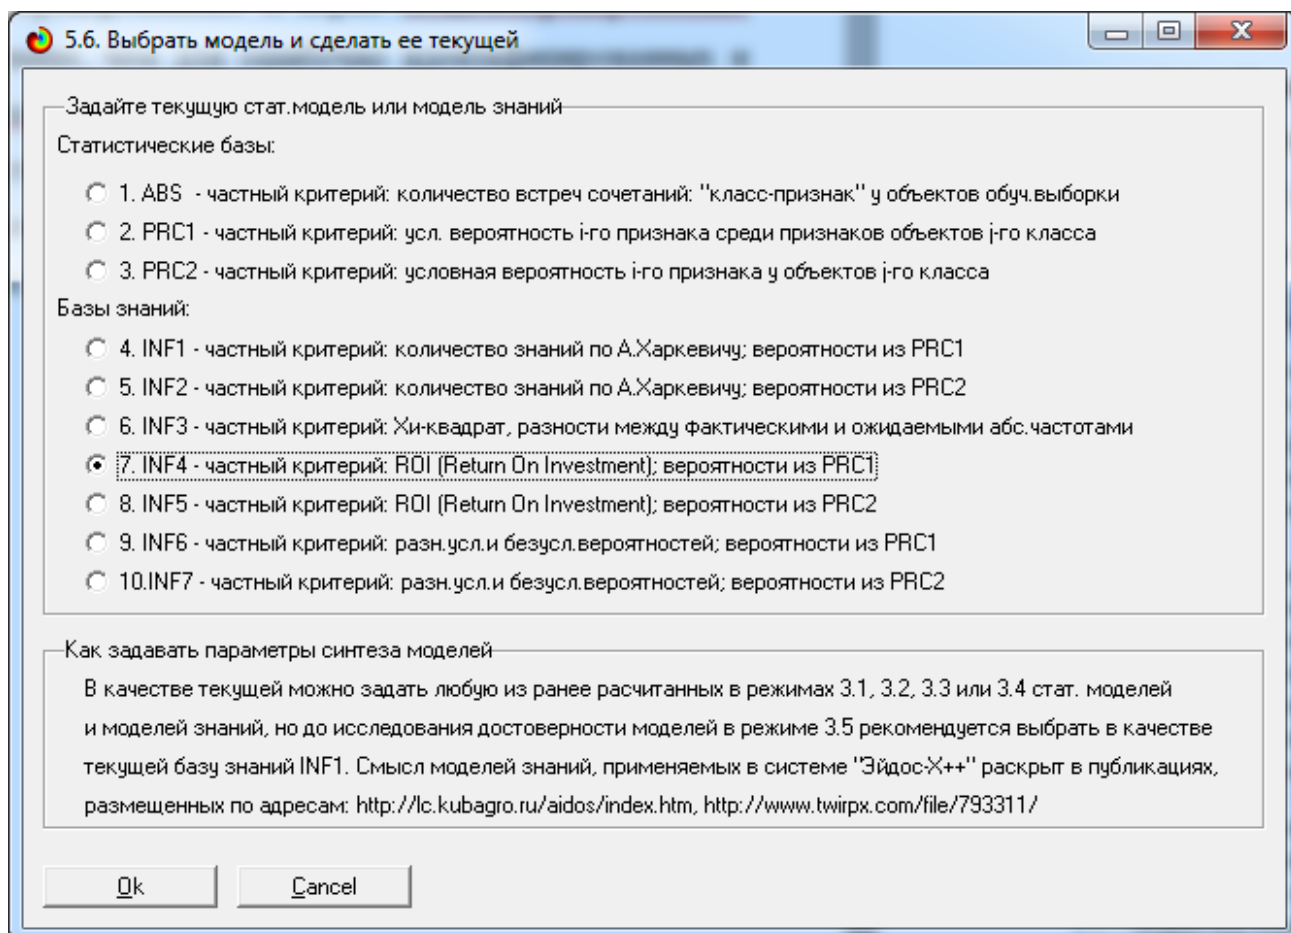 5.6. Выбрать модель и сделать ее текущей
Задайте текущую стат.модель или модель знаний
Статистические базы:
1. ABS - частный критерий: количество встреч сочетаний: "класс-признак" у объектов обуч.выборки
2. PRC1 - частный критерий: усл. вероятность i-го признака среди признаков объектов j-го класса
3. PRC2 - частный критерий: условная вероятность i-го признака у объектов j-го класса
Базы знаний:
4. INF1 - частный критерий: количество знаний по А.Харкевичу; вероятности из PRC1
5. INF2 - частный критерий: количество знаний по А.Харкевичу; вероятности из PRC2
6. INF3 - частный критерий: Хи-квадрат, разности между фактическими и ожидаемыми абс.частотами
7. INF4 - частный критерий: ROI (Return On Investment); вероятности из PRC1
8. INF5 - частный критерий: ROI (Return On Investment); вероятности из PRC2
9. INF6 - частный критерий: разн.усл.и безусл.вероятностей; вероятности из PRC1
10.INF7 - частный критерий: разн.усл.и безусл.вероятностей; вероятности из PRC2
Как задавать параметры синтеза моделей
В качестве текущей можно задать любую из ранее расчитанных в режимах 3.1, 3.2, 3.3 или 3.4 стат. моделей
и моделей знаний, но до исследования достоверности моделей в режиме 3.5 рекомендуется выбрать в качестве
текущей базу знаний INF1. Смысл моделей знаний, применяемых в системе "Эйдос-X++" раскрыт в публикациях,
размещенных по адресам: http://lc.kubagro.ru/aidos/index.htm, http://www.twirpx.com/file/793311/
Ok Cancel